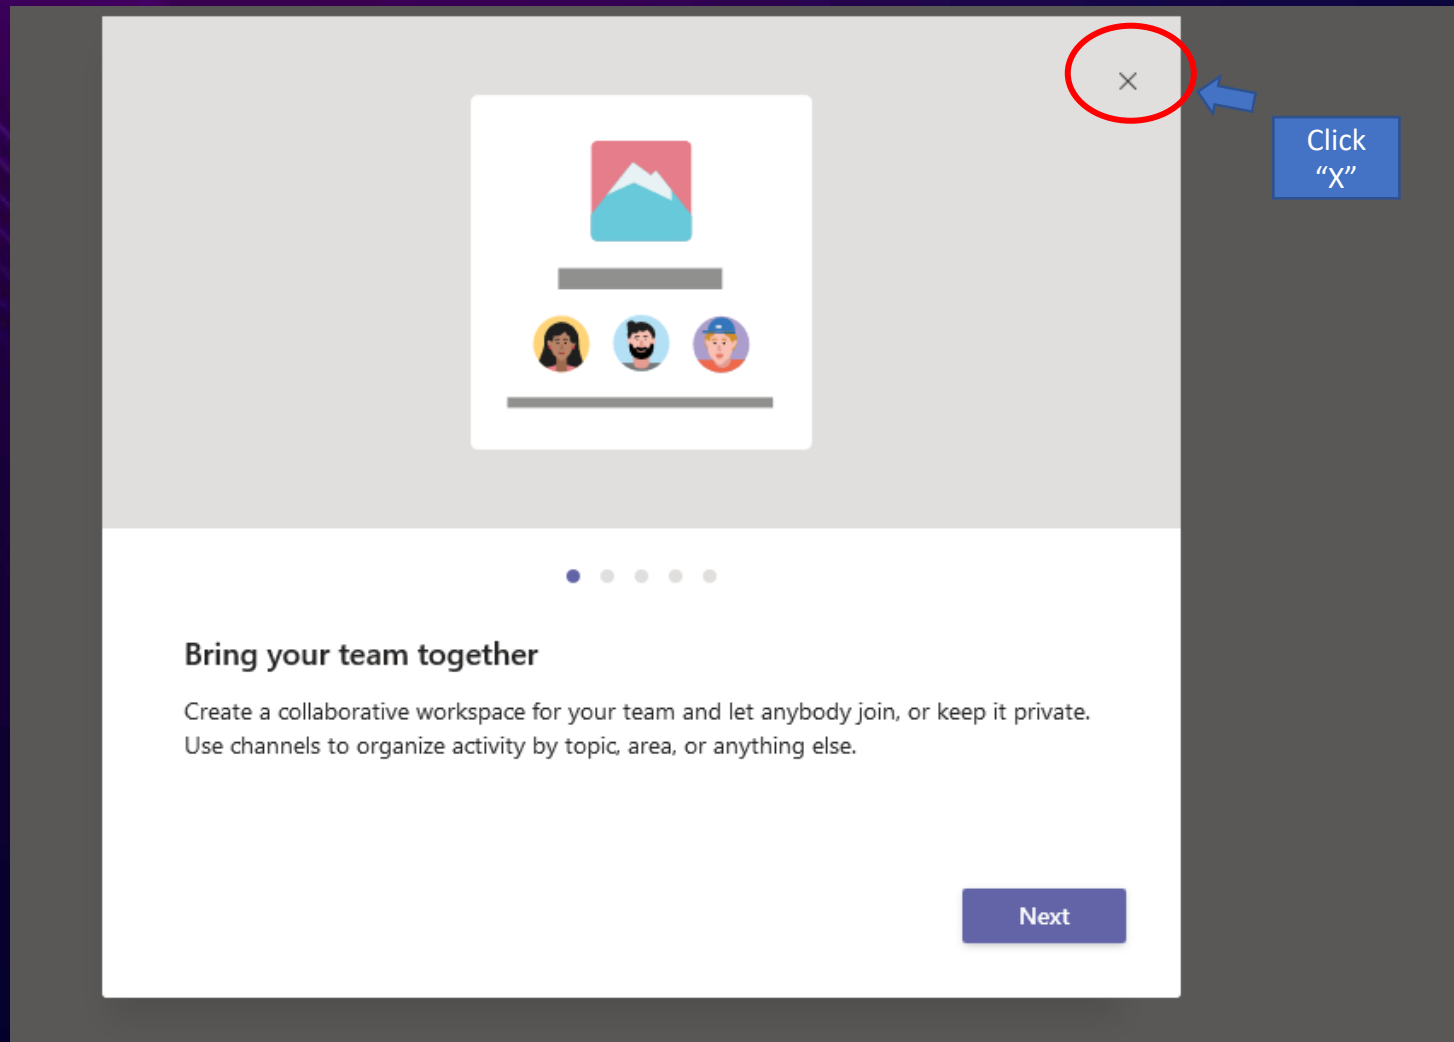 Click
“X”
Bring your team together
Create a collaborative workspace for your team and let anybody join, or keep it private.
Use channels to organize activity by topic, area, or anything else.
Next